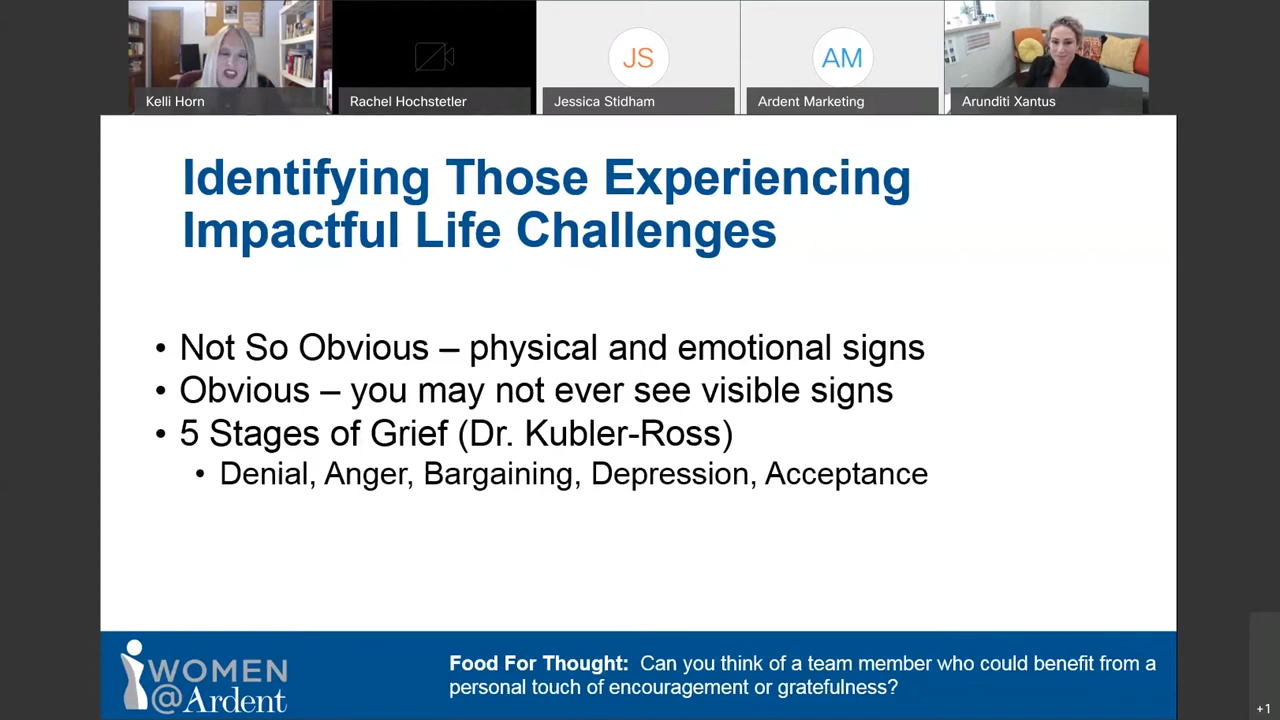 JS
AM
Kelli Horn
Rachel Hochstetler
Jessica Stidham
Ardent Marketing
Arunditi Xantus
Identifying Those Experiencing
Impactful Life Challenges
• Not So Obvious – physical and emotional signs
• Obvious – you may not ever see visible signs
• 5 Stages of Grief (Dr. Kubler-Ross)
• Denial, Anger, Bargaining, Depression, Acceptance
WOMEN
@Ardent
Food For Thought: Can you think of a team member who could benefit from a
personal touch of encouragement or gratefulness?
+1